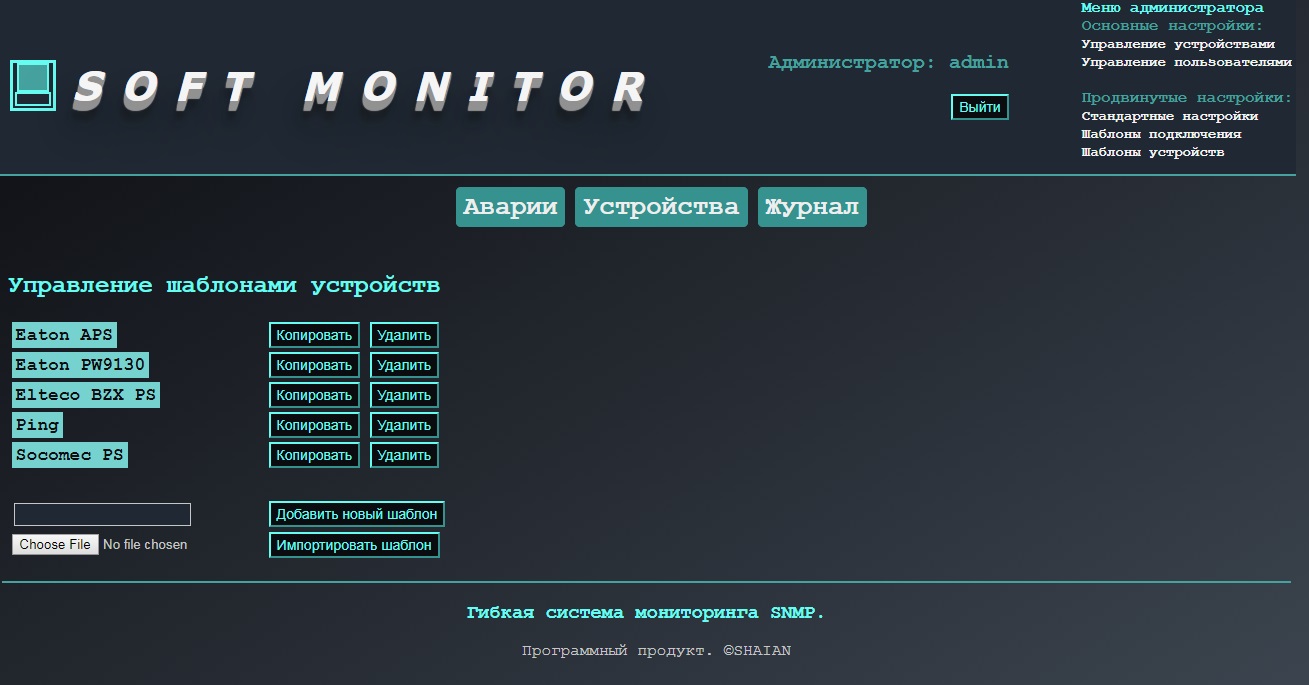 SOFT MONITOR
Администратор: admin
Выйти
Меню администратора
Основные настройки:
Управление устройствами
Управление пользователями
Продвинутые настройки:
Стандартные настройки
Шаблоны подключения
Шаблоны устройств
Аварии Устройства Журнал
Управление шаблонами устройств
Eaton APS Копировать Удалить
Eaton PW9130 Копировать Удалить
Elteco BZX PS Копировать Удалить
Ping Копировать Удалить
Socomec PS Копировать Удалить
Добавить новый шаблон
Choose File No file chosen Импортировать шаблон
Гибкая система мониторинга SNMP.
Программный продукт. ©SHAIAN